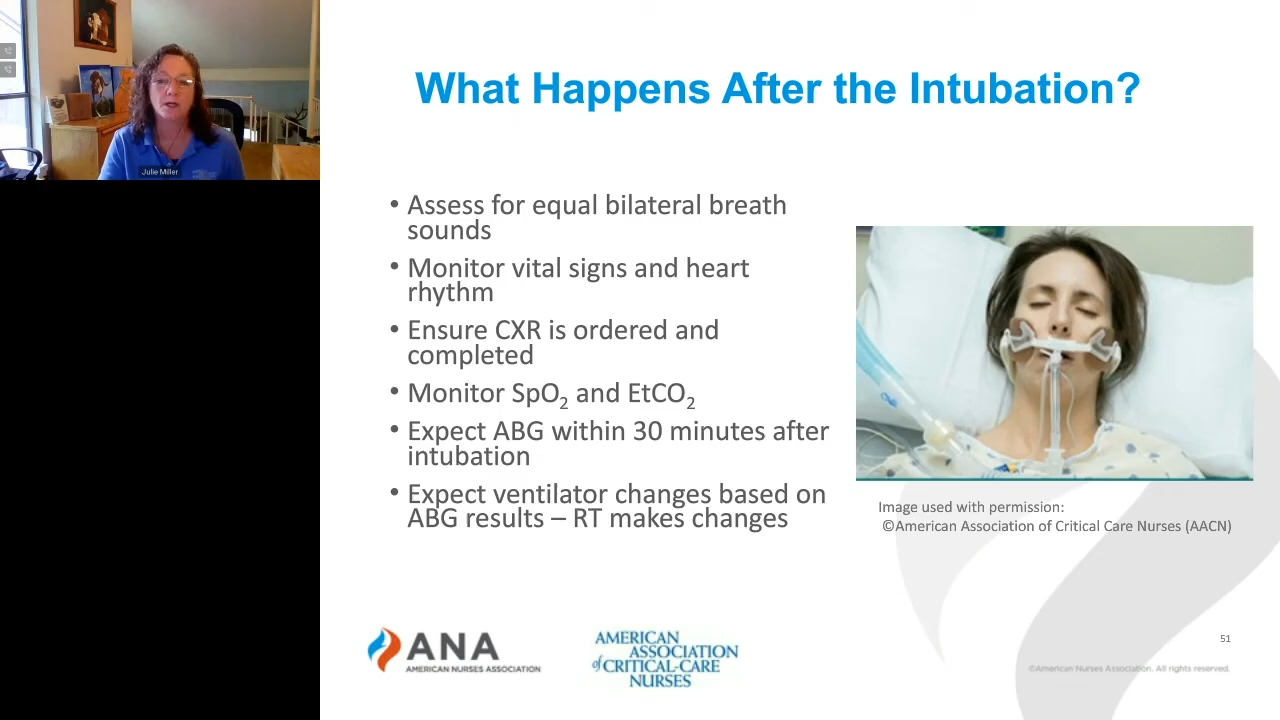 Julie Miller
What Happens After the Intubation?
• Assess for equal bilateral breath
sounds
• Monitor vital signs and heart
rhythm
• Ensure CXR is ordered and
completed
• Monitor SpO₂ and EtCO₂
• Expect ABG within 30 minutes after
intubation
• Expect ventilator changes based on
ABG results – RT makes changes
Image used with permission:
©American Association of Critical Care Nurses (AACN)
ANA
AMERICAN NURSES ASSOCIATION
AMERICAN
ASSOCIATION
of CRITICAL-CARE
NURSES
51
©American Nurses Association. All rights reserved.